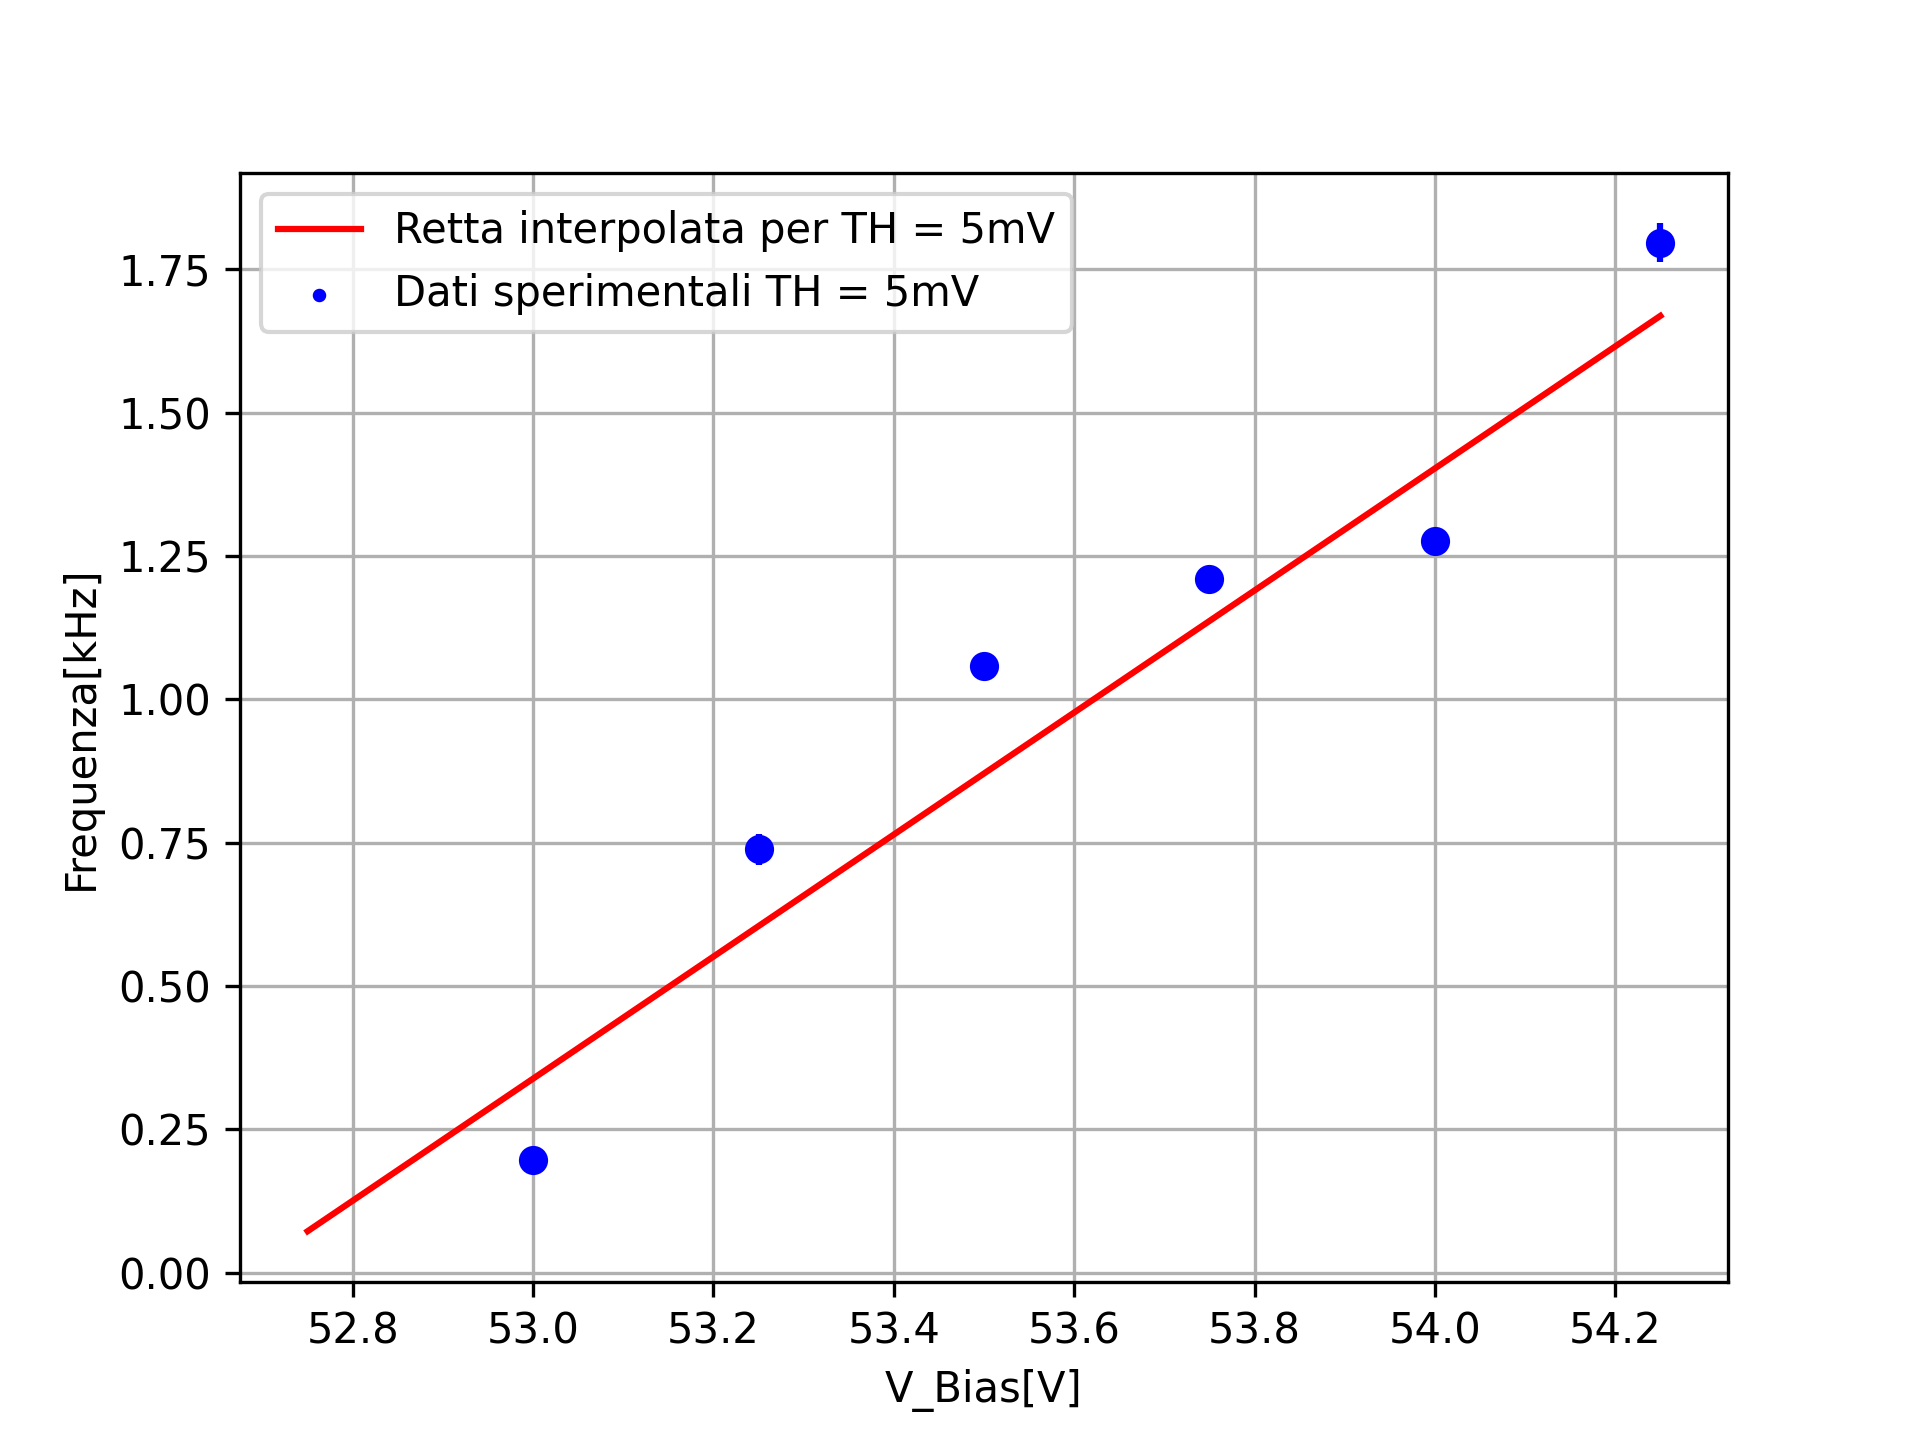 Retta interpolata per TH = 5mV
Dati sperimentali TH = 5mV
1.75
1.50
1.25
1.00
0.75
0.50
0.25
0.00
Frequenza[kHz]
52.8 53.0 53.2 53.4 53.6 53.8 54.0 54.2
V_Bias[V]